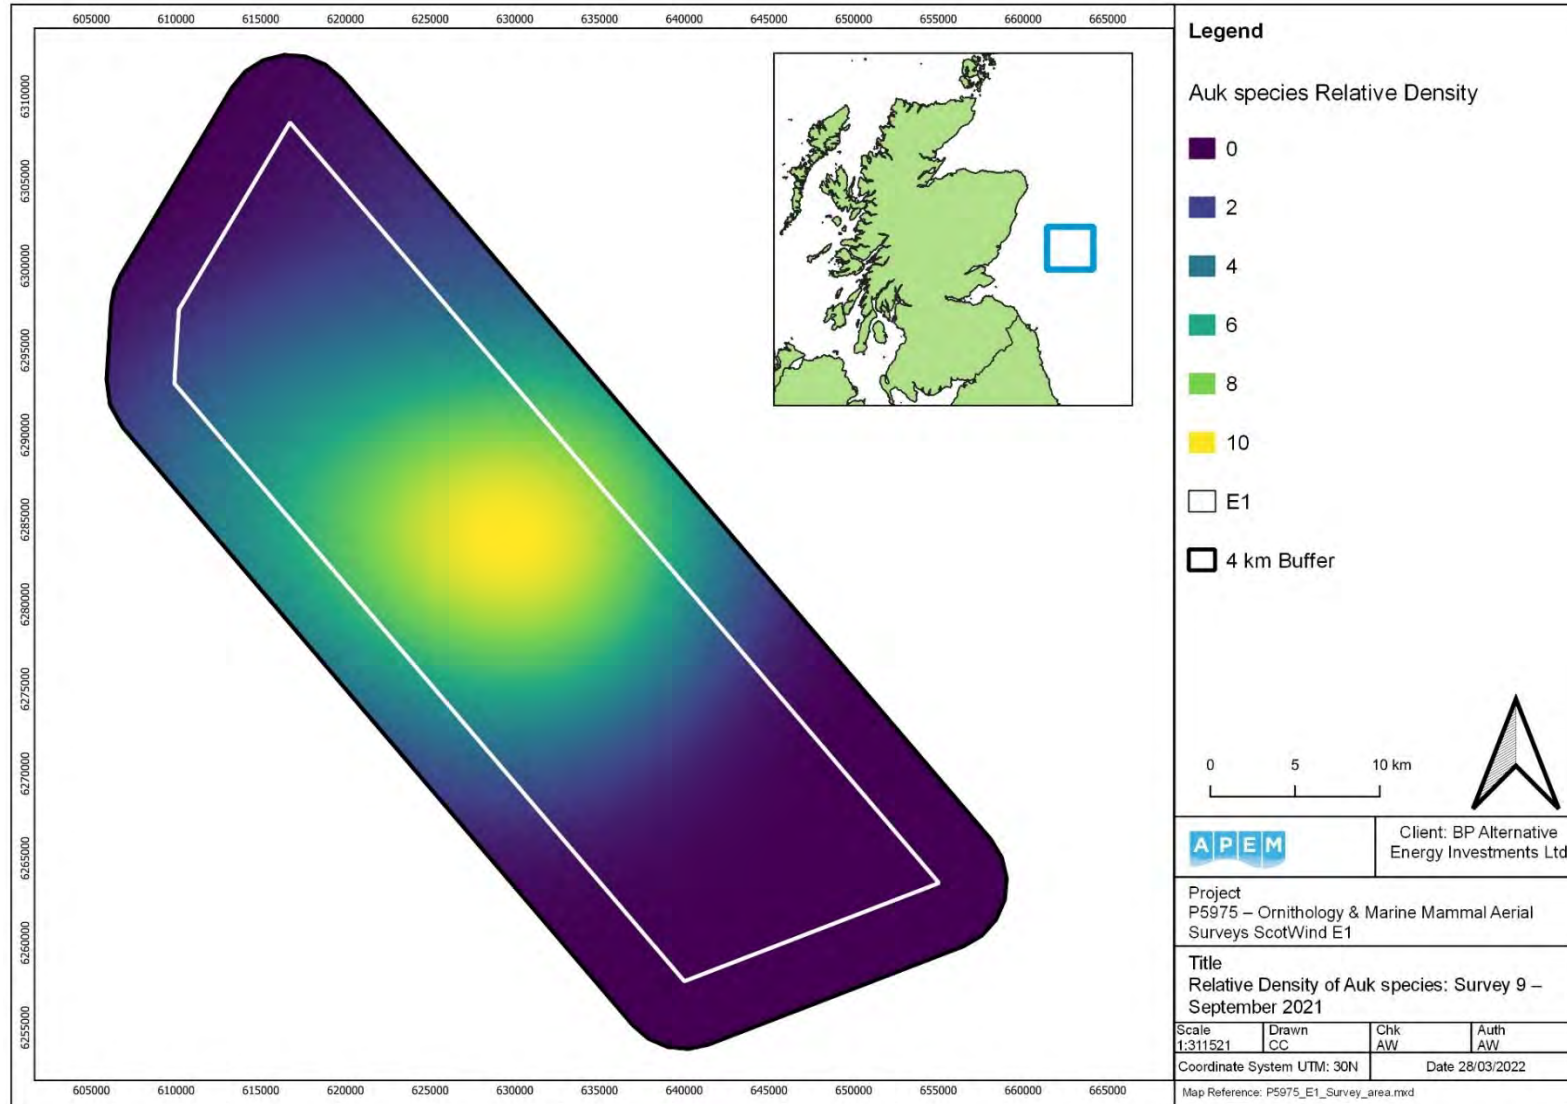 605000 610000 615000 620000 625000 630000 635000 640000 645000 650000 655000 660000 665000
6310000
6305000
6300000
6295000
6290000
6285000
6280000
6275000
6270000
6265000
6260000
6255000
605000 610000 615000 620000 625000 630000 635000 640000 645000 650000 655000 660000 665000
Legend
Auk species Relative Density
0
2
4
6
8
10
E1
4 km Buffer
0 5 10 km
APEM
Client: BP Alternative
Energy Investments Ltd
Project
P5975 – Ornithology & Marine Mammal Aerial
Surveys ScotWind E1
Title
Relative Density of Auk species: Survey 9 –
September 2021
Scale Drawn Chk Auth
1:311521 CC AW AW
Coordinate System UTM: 30N Date 28/03/2022
Map Reference: P5975_E1_Survey_area.mxd